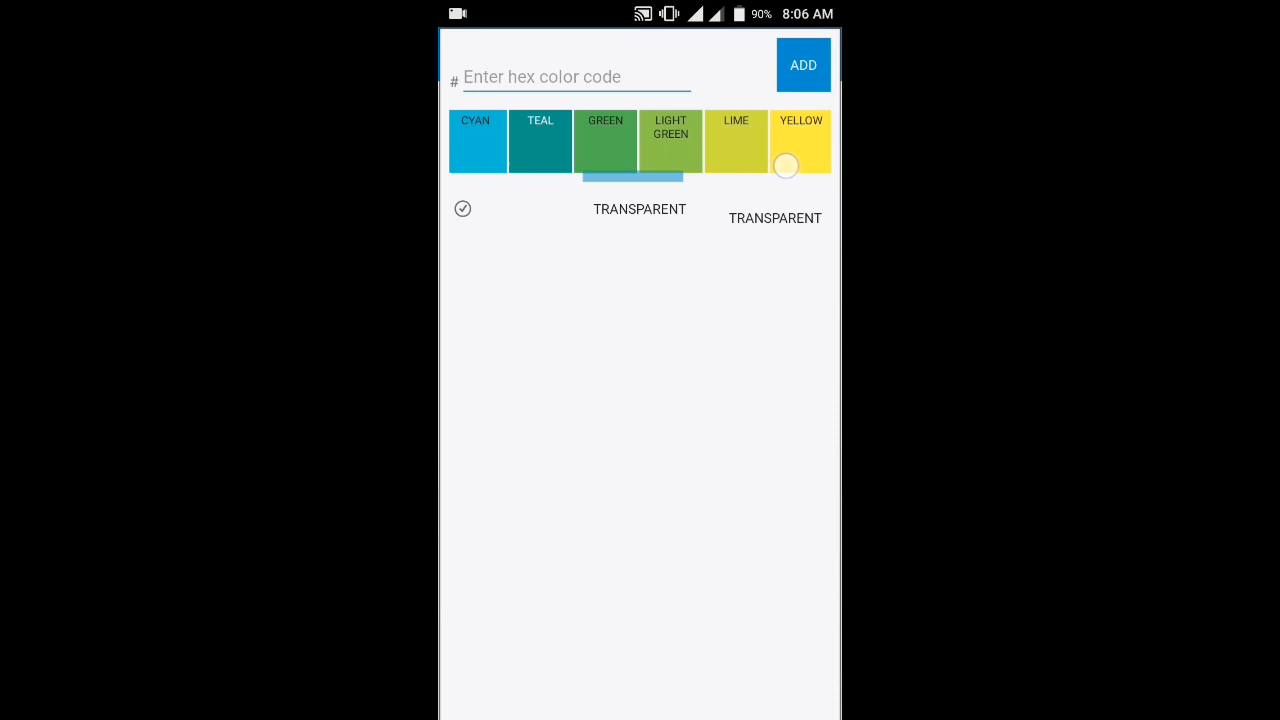 90% 8:06 AM
# Enter hex color code
ADD
CYAN TEAL GREEN LIGHT GREEN LIME YELLOW
TRANSPARENT
TRANSPARENT